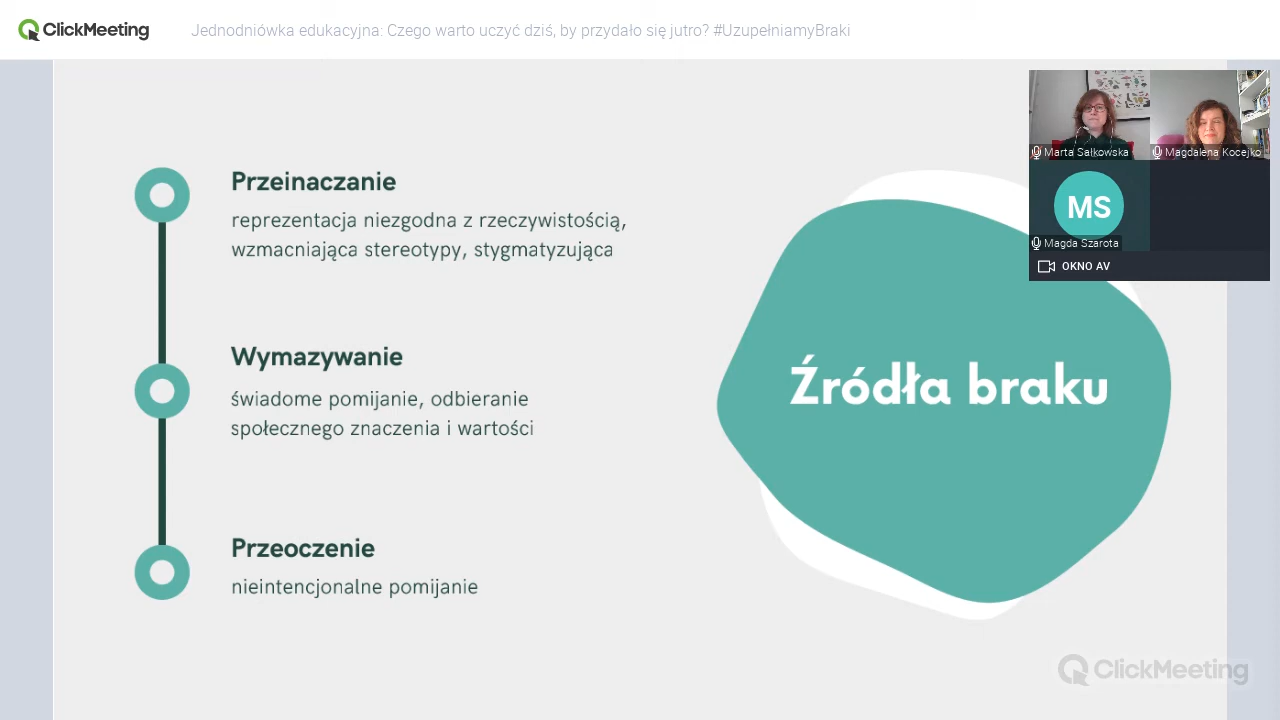 ClickMeeting
Jednodniówka edukacyjna: Czego warto uczyć dziś, by przydało się jutro? #UzupełniamyBraki
Marta Sałkowska
Magdalena Kocejko
MS
Magda Szarota
OKNO AV
Przeinaczanie
reprezentacja niezgodna z rzeczywistością,
wzmacniająca stereotypy, stygmatyzująca
Wymazywanie
świadome pomijanie, odbieranie
społecznego znaczenia i wartości
Przeoczenie
nieintencjonalne pomijanie
Źródła braku
ClickMeeting